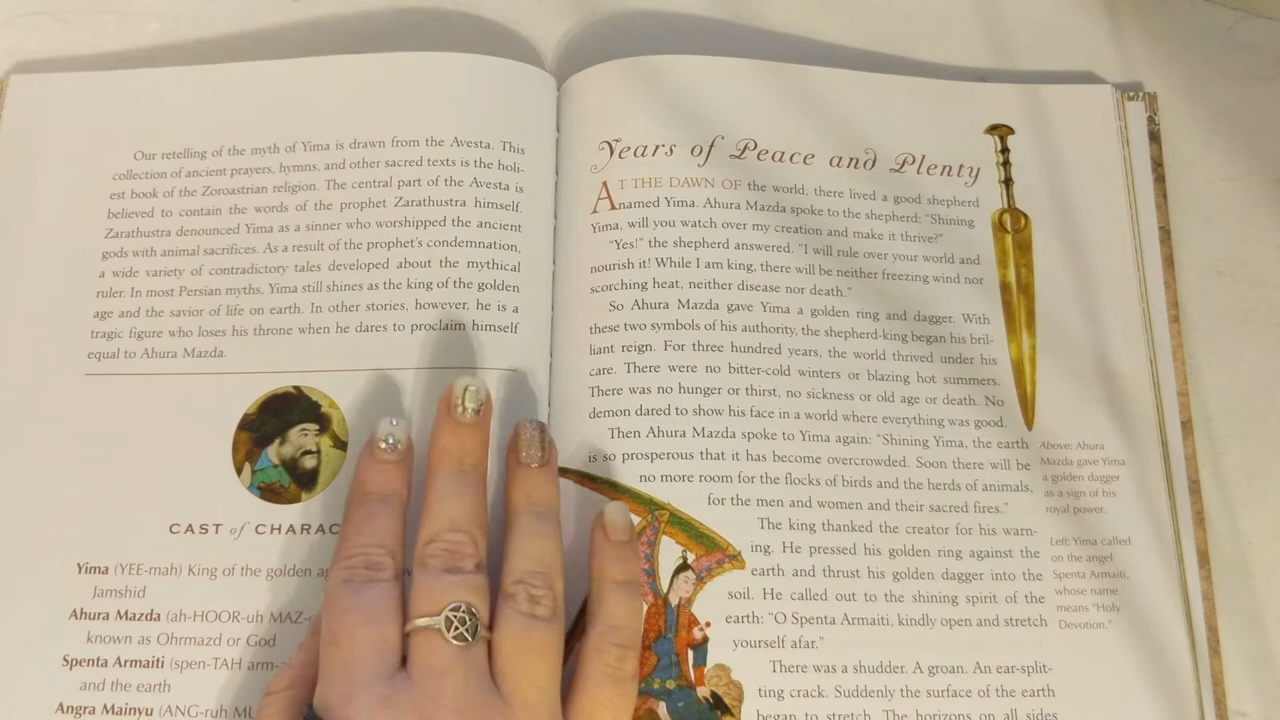 Our retelling of the myth of Yima is drawn from the Avesta. This
collection of ancient prayers, hymns, and other sacred texts is the holi-
est book of the Zoroastrian religion. The central part of the Avesta is
believed to contain the words of the prophet Zarathustra himself.
Zarathustra denounced Yima as a sinner who worshipped the ancient
gods with animal sacrifices. As a result of the prophet's condemnation,
a wide variety of contradictory tales developed about the mythical
ruler. In most Persian myths, Yima still shines as the king of the golden
age and the savior of life on earth. In other stories, however, he is a
tragic figure who loses his throne when he dares to proclaim himself
equal to Ahura Mazda.
CAST of CHARAC
Yima (YEE-mah) King of the golden
Jamshid
Ahura Mazda (ah-HOOR-uh MAZ-
known as Ohrmazd or God
Spenta Armaiti (spen-TAH arm-
and the earth
Angra Mainyu (ANG-ruh
Years of Peace and Plenty
AT THE DAWN OF the world, there lived a good shepherd
named Yima. Ahura Mazda spoke to the shepherd: "Shining
Yima, will you watch over my creation and make it thrive?"
"Yes!" the shepherd answered. "I will rule over your world and
nourish it! While I am king, there will be neither freezing wind nor
scorching heat, neither disease nor death."
So Ahura Mazda gave Yima a golden ring and dagger. With
these two symbols of his authority, the shepherd-king began his bril-
liant reign. For three hundred years, the world thrived under his
care. There were no bitter-cold winters or blazing hot summers.
There was no hunger or thirst, no sickness or old age or death. No
demon dared to show his face in a world where everything was good.
Then Ahura Mazda spoke to Yima again: "Shining Yima, the earth
is so prosperous that it has become overcrowded. Soon there will be
no more room for the flocks of birds and the herds of animals,
for the men and women and their sacred fires."
The king thanked the creator for his warn-
ing. He pressed his golden ring against the
earth and thrust his golden dagger into the
soil. He called out to the shining spirit of the
earth: "O Spenta Armaiti, kindly open and stretch
yourself afar."
There was a shudder. A groan. An ear-split-
ting crack. Suddenly the surface of the earth
began to stretch. The horizons on all sides
Above: Ahura
Mazda gave Yima
a golden dagger
as a sign of his
royal power.
Left: Yima called
on the angel
Spenta Armaiti,
whose name
means "Holy
Devotion."